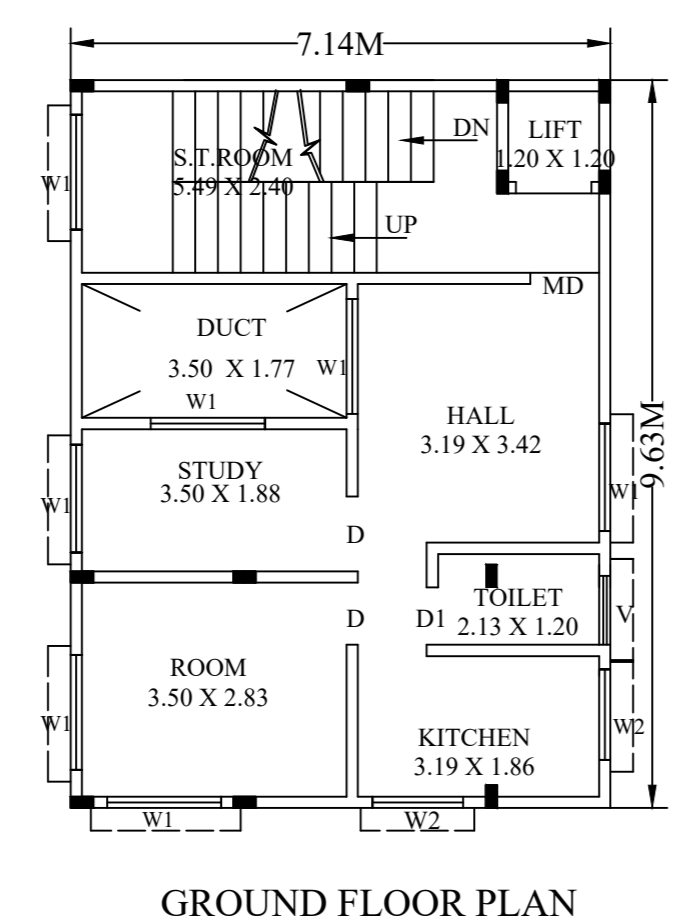 7.14M
DN
LIFT
1.20 X 1.20
S.T.ROOM
5.49 X 2.40
W1
UP
MD
DUCT
3.50 X 1.77
W1
W1
HALL
3.19 X 3.42
9.63M
STUDY
3.50 X 1.88
W1
W1
D
TOILET
2.13 X 1.20
D
D1
V
ROOM
3.50 X 2.83
W1
KITCHEN
3.19 X 1.86
W2
W1
W2
GROUND FLOOR PLAN